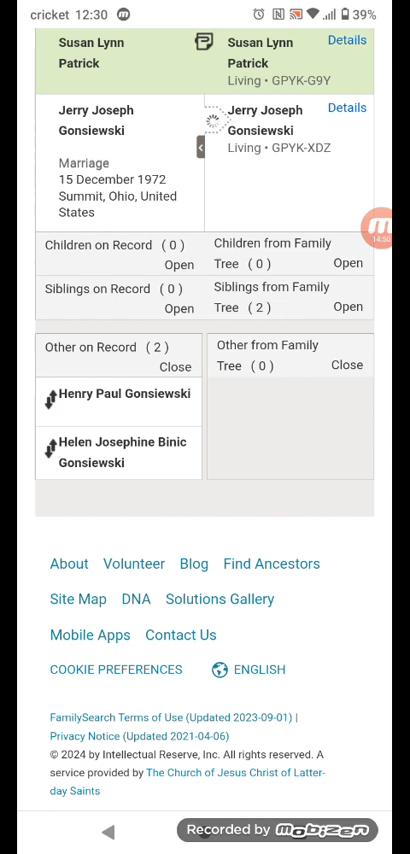 cricket 12:30 39%
Susan Lynn Patrick
Susan Lynn Patrick
Details
Living • GPYK-G9Y
Jerry Joseph Gonsiewski
Jerry Joseph Gonsiewski
Details
Living • GPYK-XDZ
Marriage
15 December 1972
Summit, Ohio, United
States
14:50
Children on Record ( 0 )
Open
Children from Family
Tree ( 0 ) Open
Siblings on Record ( 0 )
Open
Siblings from Family
Tree ( 2 ) Open
Other on Record ( 2 )
Close
Other from Family
Tree ( 0 ) Close
Henry Paul Gonsiewski
Helen Josephine Binic
Gonsiewski
About Volunteer Blog Find Ancestors
Site Map DNA Solutions Gallery
Mobile Apps Contact Us
COOKIE PREFERENCES ENGLISH
FamilySearch Terms of Use (Updated 2023-09-01) |
Privacy Notice (Updated 2021-04-06)
© 2024 by Intellectual Reserve, Inc. All rights reserved. A
service provided by The Church of Jesus Christ of Latter-
day Saints
Recorded by mobizen